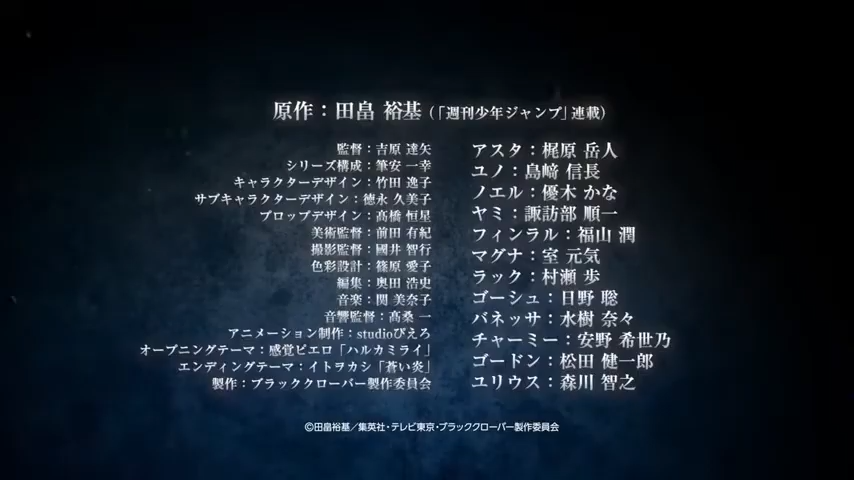 原作：田畠 裕基（「週刊少年ジャンプ」連載）
監督：吉原 達矢
シリーズ構成：筆安 一幸
キャラクターデザイン：竹田 逸子
サブキャラクターデザイン：徳永 久美子
プロップデザイン：髙橋 恒星
美術監督：前田 有紀
撮影監督：國井 智行
色彩設計：篠原 愛子
編集：奥田 浩史
音楽：関 美奈子
音響監督：高桑 一
アニメーション制作：studioぴえろ
オープニングテーマ：感覚ピエロ「ハルカミライ」
エンディングテーマ：イトヲカシ「蒼い炎」
製作：ブラッククローバー製作委員会
アスタ：梶原 岳人
ユノ：島﨑 信長
ノエル：優木 かな
ヤミ：諏訪部 順一
フィンラル：福山 潤
マグナ：室 元気
ラック：村瀬 歩
ゴーシュ：日野 聡
バネッサ：水樹 奈々
チャーミー：安野 希世乃
ゴードン：松田 健一郎
ユリウス：森川 智之
©田畠裕基／集英社・テレビ東京・ブラッククローバー製作委員会